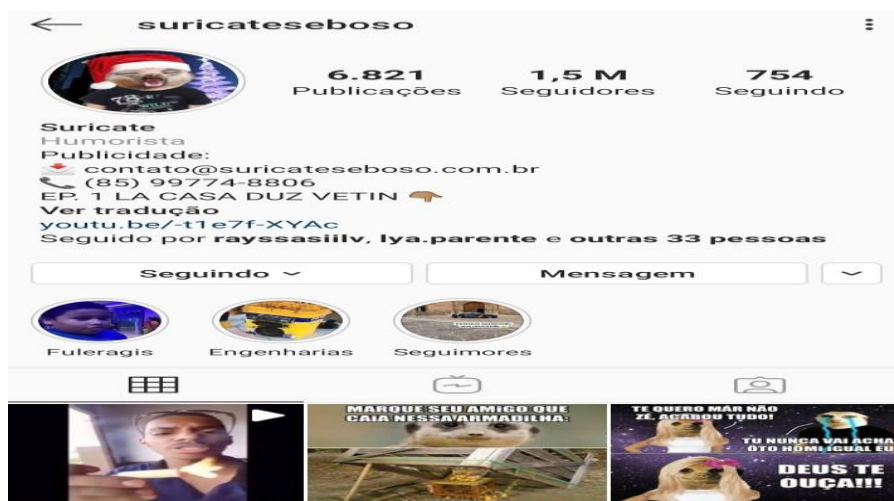 suricateseboso
6.821 1,5 M 754
Publicações Seguidores Seguindo
Suricate
Humorista
Publicidade:
contato@suricateseboso.com.br
(85) 99774-8806
EP. 1 LA CASA DUZ VETIN
Ver tradução
youtu.be/-t1e7f-XYAc
Seguido por rayssasiilv, lya.parente e outras 33 pessoas
Seguindo Mensagem
Fuleragis Engenharias Seguimores
MARQUE SEU AMIGO QUE
CAIA NESSA ARMADILHA:
TE QUERO MÁR NÃO
ZÉ, ACABOU TUDO!
TU NUNCA VAI ACHA
ÔTO HÓMI IGUAL EU
DEUS TE
OUÇA!!!